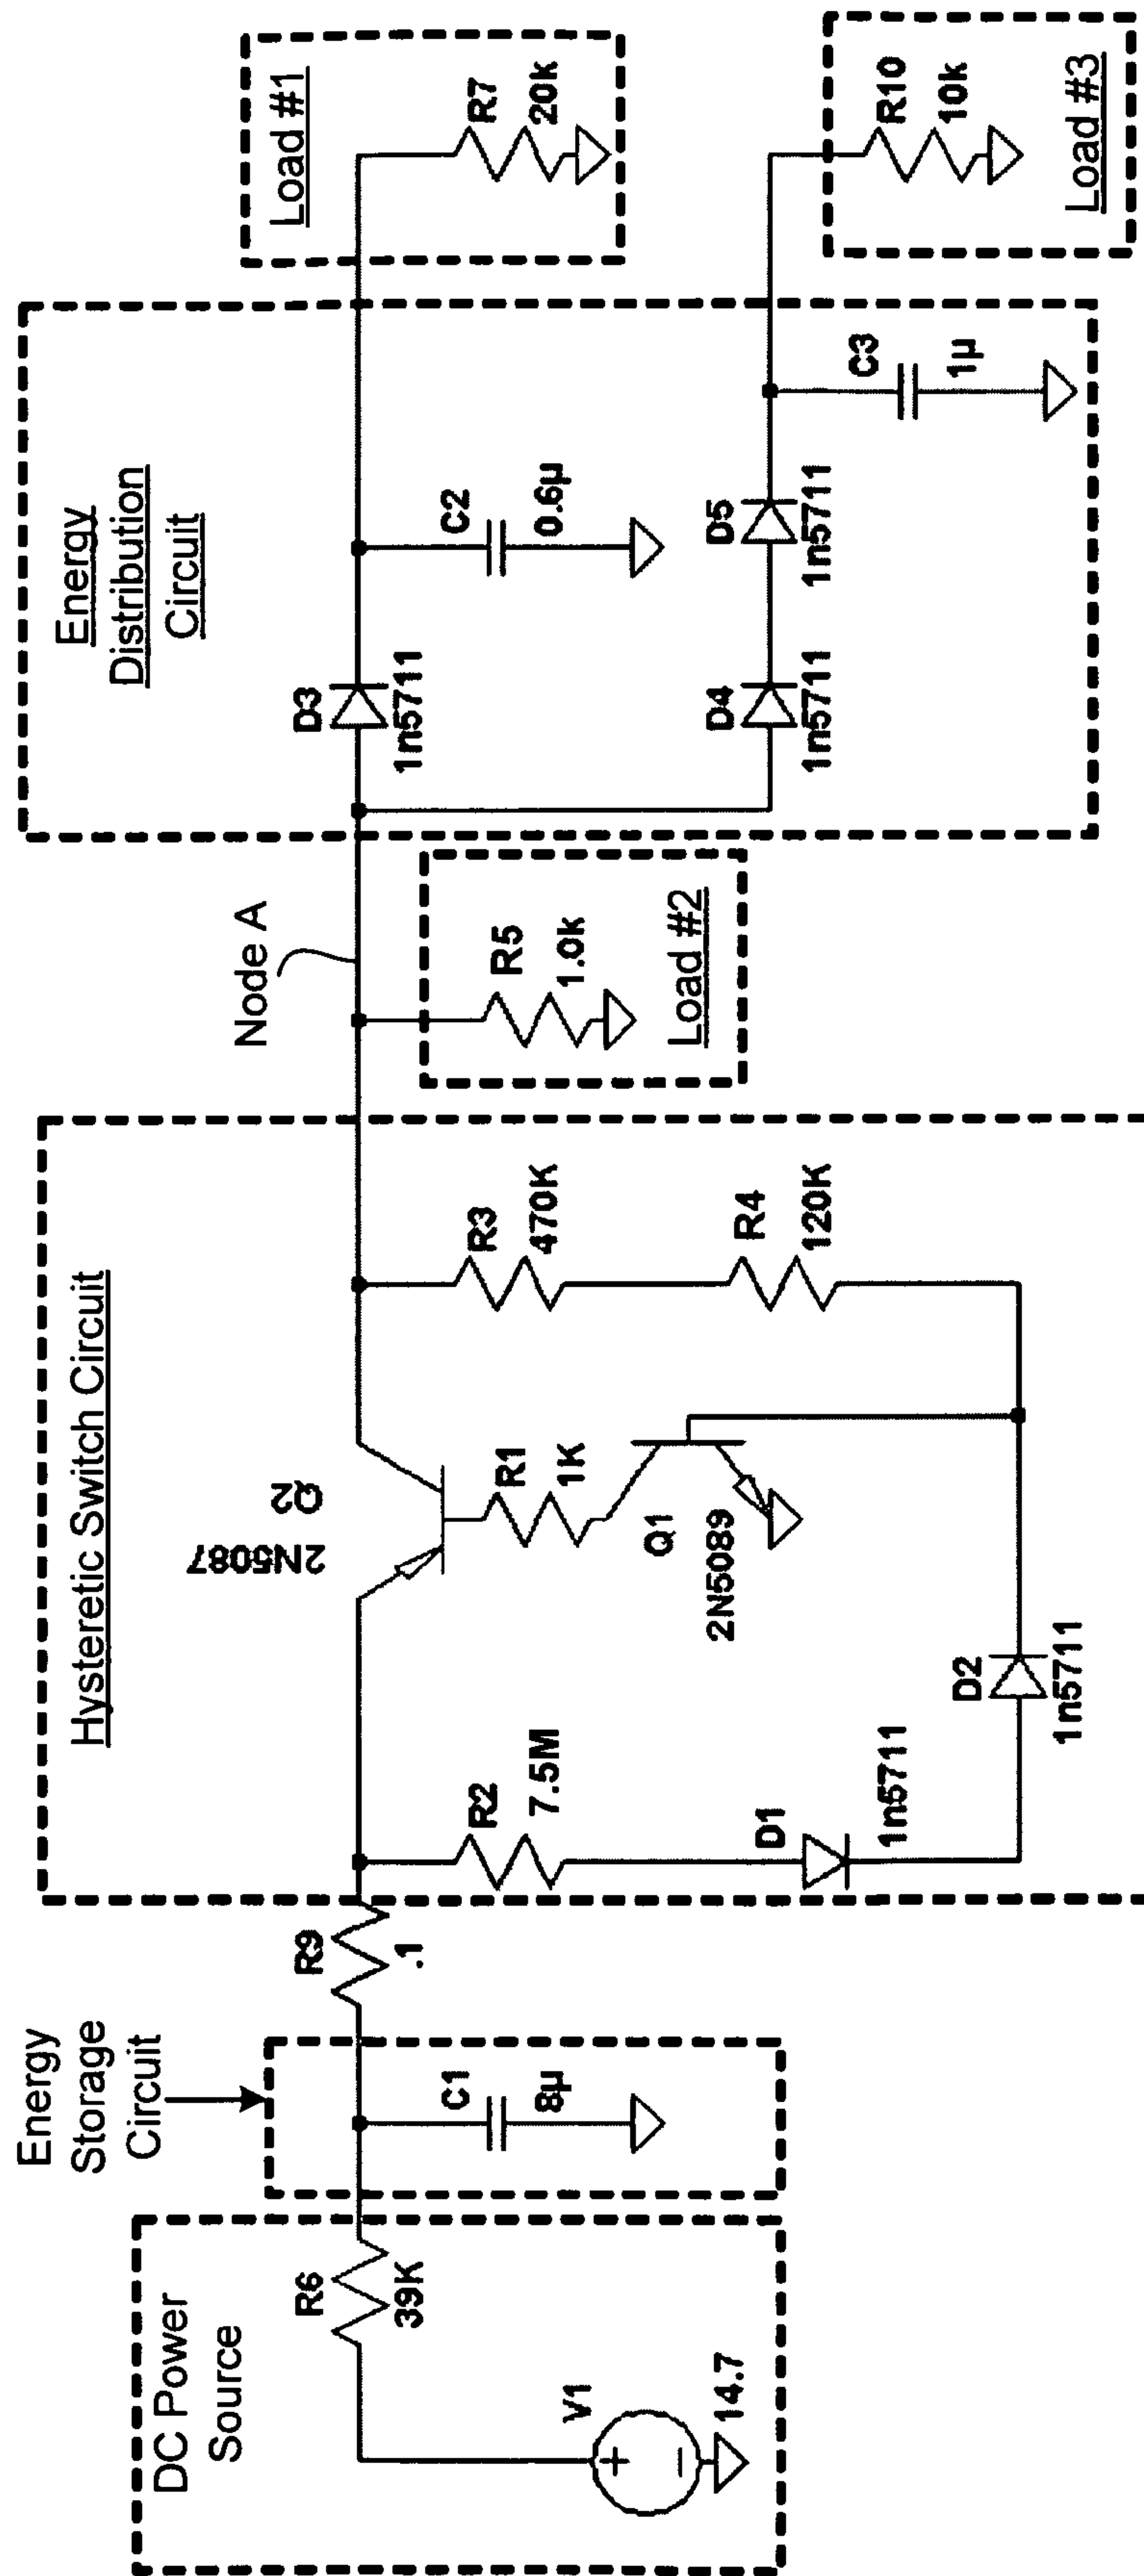 DC Power
Source
V1
14.7
R6
39K
Energy
Storage
Circuit
C1
8µ
R9
.1
Hysteretic Switch Circuit
R2
7.5M
D1
1n5711
D2
1n5711
Q2
2N5087
R1
1K
Q1
2N5089
R3
470K
R4
120K
Node A
R5
1.0k
Load #2
Energy
Distribution
Circuit
D3
1n5711
C2
0.6µ
D4
1n5711
D5
1n5711
C3
1µ
Load #1
R7
20k
R10
10k
Load #3